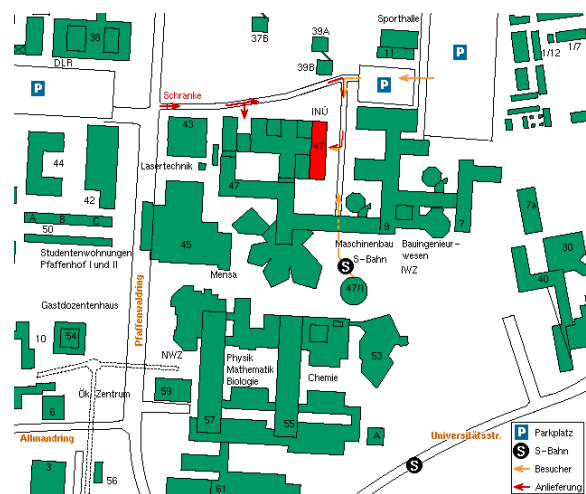 Sporthalle
38
37B
39A
11
1/12
1/7
DLR
39B
P
P
P
Schranke
INÜ
43
47
44
Lasertechnik
47
42
A B C
50
Studentenwohnungen
Pfaffenhof I und II
45
Mensa
9
7
7a
30
40
Maschinenbau
Bauingenieur-
wesen
IWZ
S-Bahn
S
47/1
Pfaffenwaldring
Gastdozentenhaus
10
54
NWZ
Physik
Mathematik
Biologie
Chemie
53
Ök. Zentrum
59
6
57
55
A
Allmandring
Universitätsstr.
3
56
61
S
P Parkplatz
S S-Bahn
Besucher
Anlieferung